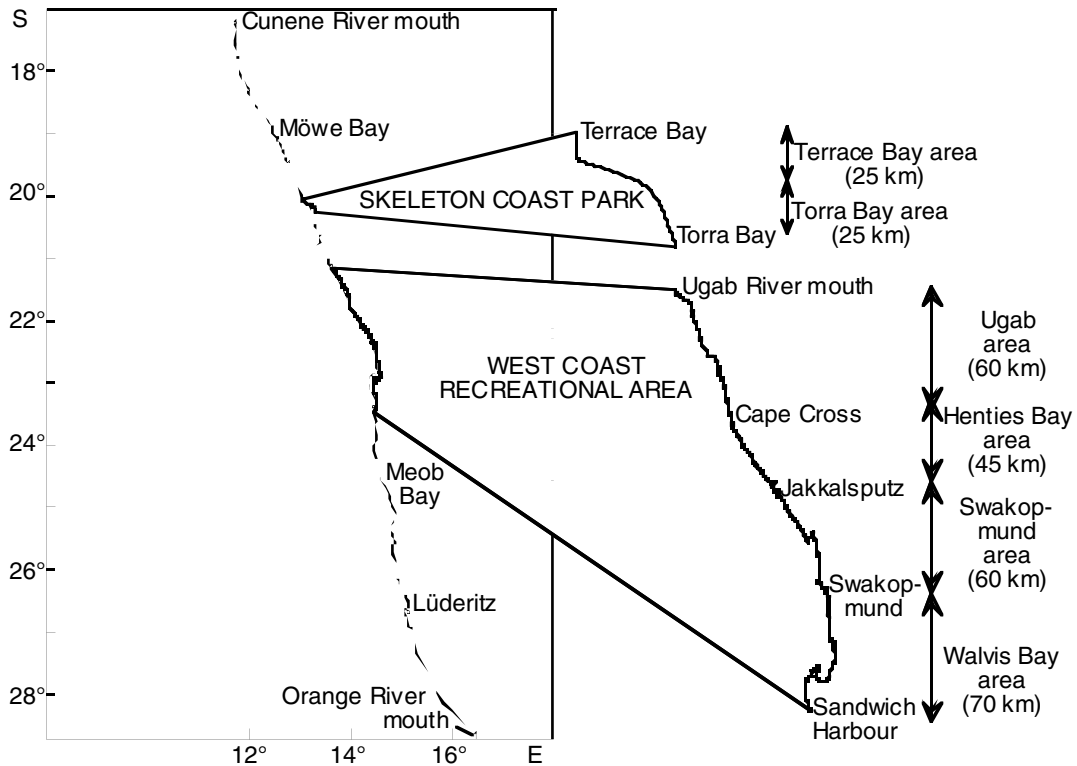 S
Cunene River mouth
18°
Möwe Bay
Terrace Bay
Terrace Bay area
(25 km)
20°
SKELETON COAST PARK
Torra Bay area
(25 km)
Torra Bay
Ugab River mouth
22°
Ugab
area
(60 km)
WEST COAST
RECREATIONAL AREA
Cape Cross
Henties Bay
area
(45 km)
24°
Meob
Bay
Jakkalsputz
Swakop-
mund
area
(60 km)
26°
Lüderitz
Swakop-
mund
Walvis Bay
area
(70 km)
28°
Orange River
mouth
Sandwich
Harbour
12°
14°
16°
E